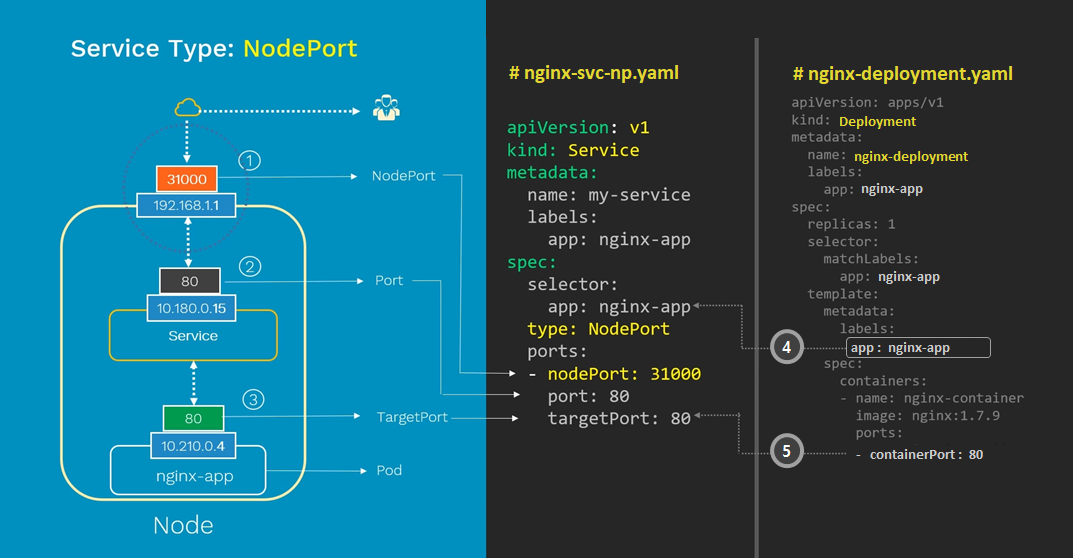 Service Type: NodePort
1
31000
NodePort
192.168.1.1
2
80
Port
10.180.0.15
Service
3
80
TargetPort
10.210.0.4
nginx-app
Pod
Node
# nginx-svc-np.yaml
apiVersion: v1
kind: Service
metadata:
name: my-service
labels:
app: nginx-app
spec:
selector:
app: nginx-app
type: NodePort
ports:
- nodePort: 31000
port: 80
targetPort: 80
4
5
# nginx-deployment.yaml
apiVersion: apps/v1
kind: Deployment
metadata:
name: nginx-deployment
labels:
app: nginx-app
spec:
replicas: 1
selector:
matchLabels:
app: nginx-app
template:
metadata:
labels:
app: nginx-app
spec:
containers:
- name: nginx-container
image: nginx:1.7.9
ports:
- containerPort: 80